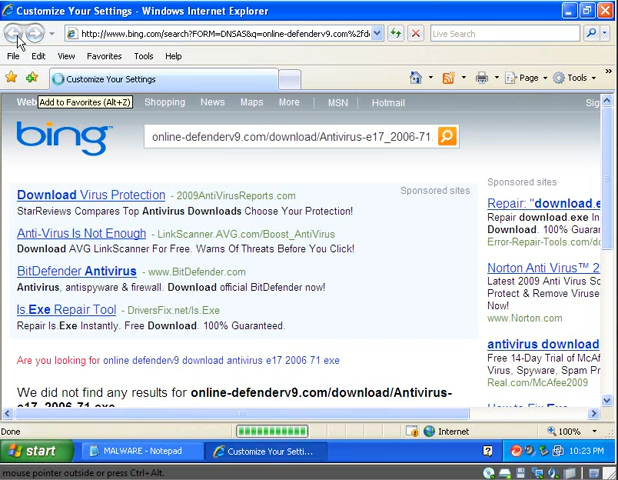 Customize Your Settings - Windows Internet Explorer
http://www.bing.com/search?FORM=DNSAS&q=online-defenderv9.com%2fd
Live Search
File Edit View Favorites Tools Help
Customize Your Settings
Tools
Web
Add to Favorites (Alt+Z)
Shopping News Maps More MSN Hotmail Sig
bing
online-defenderv9.com/download/Antivirus-e17_2006-71.
Sponsored sites
Download Virus Protection - 2009AntiVirusReports.com
StarReviews Compares Top Antivirus Downloads Choose Your Protection!
Anti-Virus Is Not Enough - LinkScanner.AVG.com/Boost_AntiVirus
Download AVG LinkScanner For Free. Warns Of Threats Before You Click!
BitDefender Antivirus - www.BitDefender.com
Antivirus, antispyware & firewall. Download official BitDefender now!
Is.Exe Repair Tool - DriversFix.net/Is.Exe
Repair Is.Exe Instantly. Free Download. 100% Guaranteed.
Are you looking for online defenderv9 download antivirus e17 2006 71 exe
We did not find any results for online-defenderv9.com/download/Antivirus-
e17_2006-71.exe
Sponsored sites
Repair: "download.e
Repair download.exe In
Download. 100% Guaran
Error-Repair-Tools.com/do
Norton Anti Virus™ 2
Latest 2009 Anti Virus So
Protect & Remove Viruse
Now!
www.Norton.com
antivirus download
Free 14-Day Trial of McAf
Virus, Spyware, Spam Pr
Real.com/McAfee2009
How to Fix Exe
Done
Internet
100%
start
MALWARE - Notepad
Customize Your Setti...
?
10:23 PM
mouse pointer outside or press Ctrl+Alt.